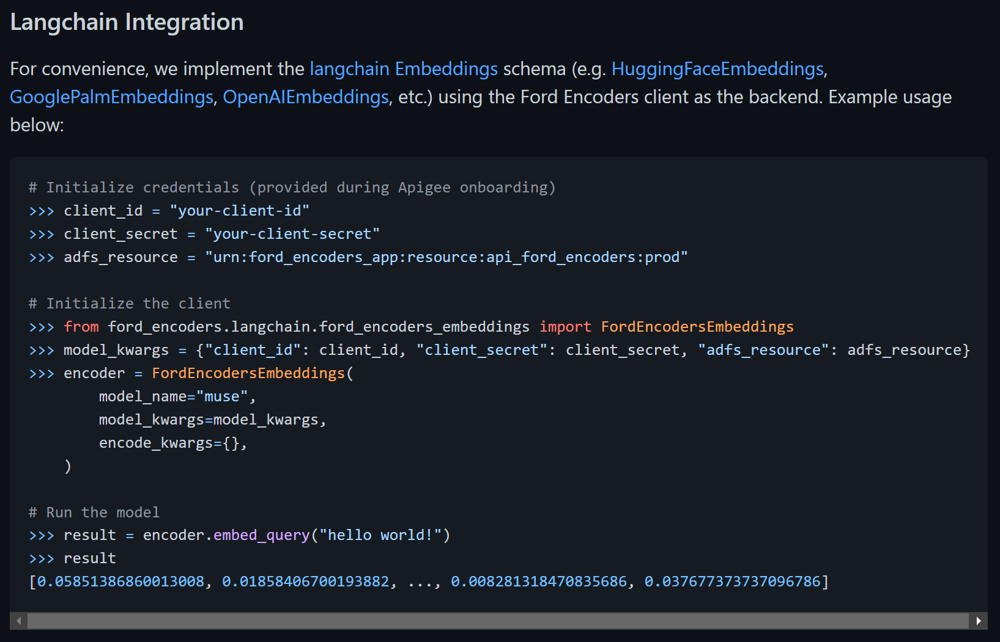 Langchain Integration
For convenience, we implement the langchain Embeddings schema (e.g. HuggingFaceEmbeddings,
GooglePalmEmbeddings, OpenAIEmbeddings, etc.) using the Ford Encoders client as the backend. Example usage
below:
# Initialize credentials (provided during Apigee onboarding)
>>> client_id = "your-client-id"
>>> client_secret = "your-client-secret"
>>> adfs_resource = "urn:ford_encoders_app:resource:api_ford_encoders:prod"
# Initialize the client
>>> from ford_encoders.langchain.ford_encoders_embeddings import FordEncodersEmbeddings
>>> model_kwargs = {"client_id": client_id, "client_secret": client_secret, "adfs_resource": adfs_resource}
>>> encoder = FordEncodersEmbeddings(
        model_name="muse",
        model_kwargs=model_kwargs,
        encode_kwargs={},
    )
# Run the model
>>> result = encoder.embed_query("hello world!")
>>> result
[0.05851386860013008, 0.01858406700193882, ..., 0.008281318470835686, 0.037677373737096786]